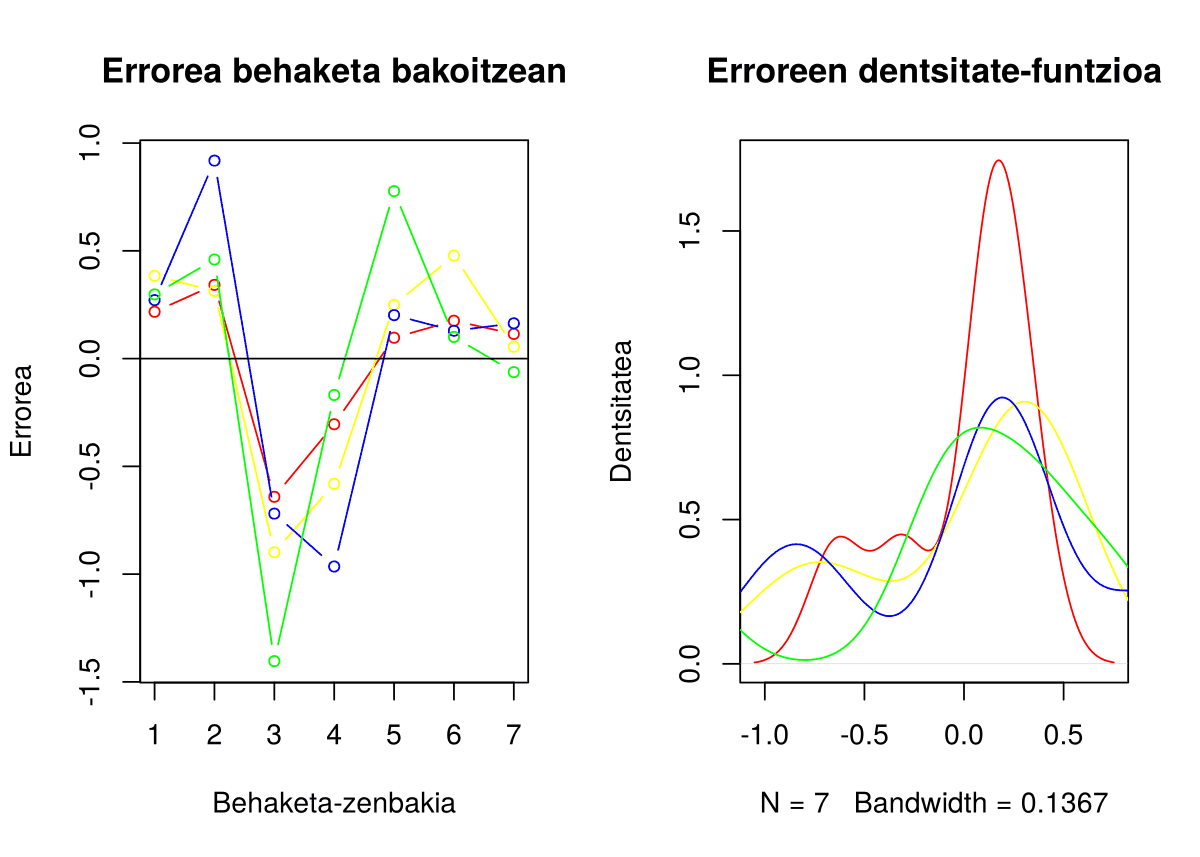 Errorea behaketa bakoitzean
Errorea
1.0
0.5
0.0
-0.5
-1.0
-1.5
1 2 3 4 5 6 7
Behaketa-zenbakia
Erroreen dentsitate-funtzioa
Dentsitatea
1.5
1.0
0.5
0.0
-1.0 -0.5 0.0 0.5
N = 7 Bandwidth = 0.1367